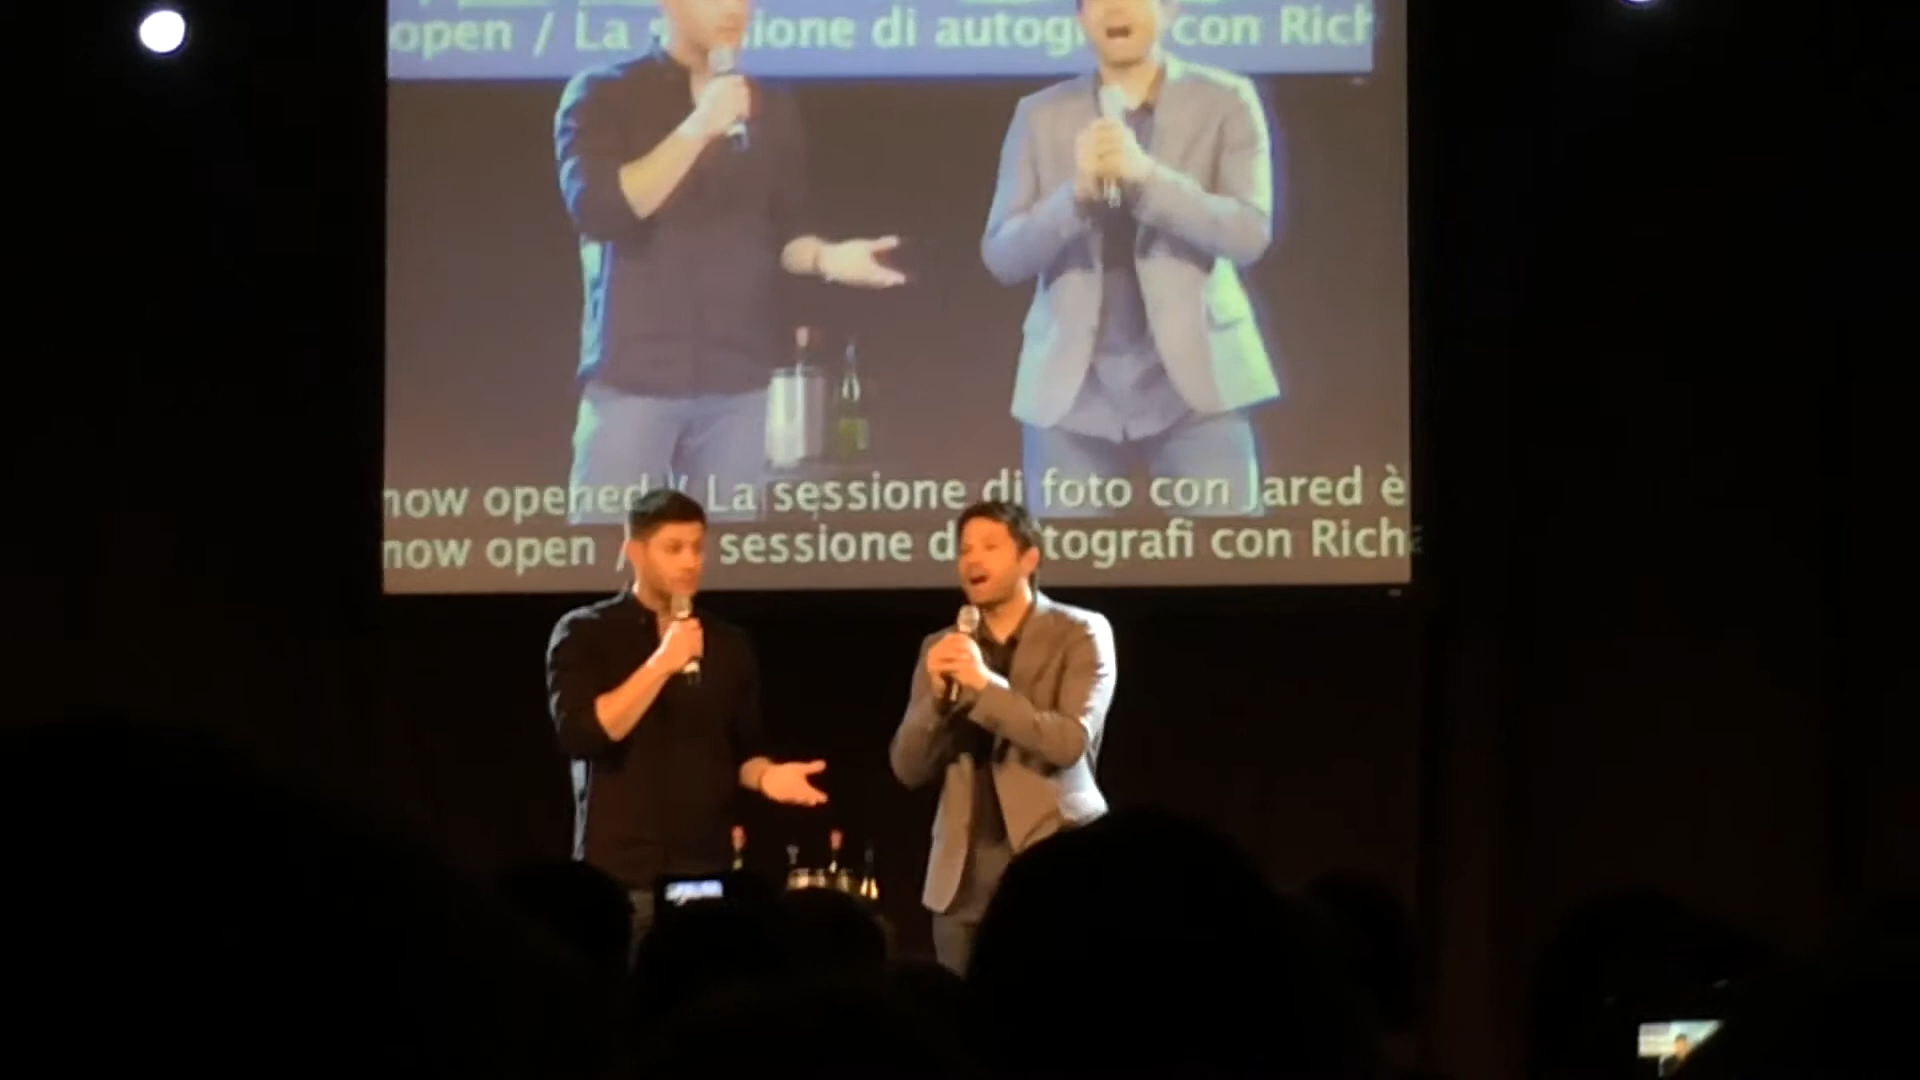 open / La sessione di autografi con Rich
now opened / La sessione di foto con Jared è
now open / La sessione di autografi con Rich